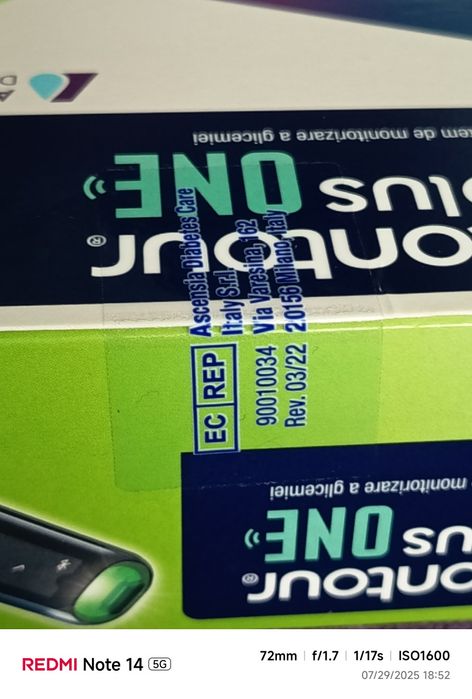 tem de monitorizare a glicemiei
ontour®
plus ONE
EC REP
Ascensia Diabetes Care
Italy S.r.l.
90010034 Via Varesina, 162
Rev. 03/22 20156 Milano, Italy
monitorizare a glicemiei
ontour®
us ONE
REDMI Note 14 5G
72mm | f/1.7 | 1/17s | ISO1600
07/29/2025 18:52